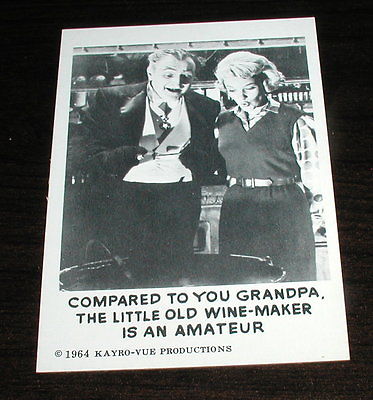 COMPARED TO YOU GRANDPA,
THE LITTLE OLD WINE-MAKER
IS AN AMATEUR
© 1964 KAYRO-VUE PRODUCTIONS